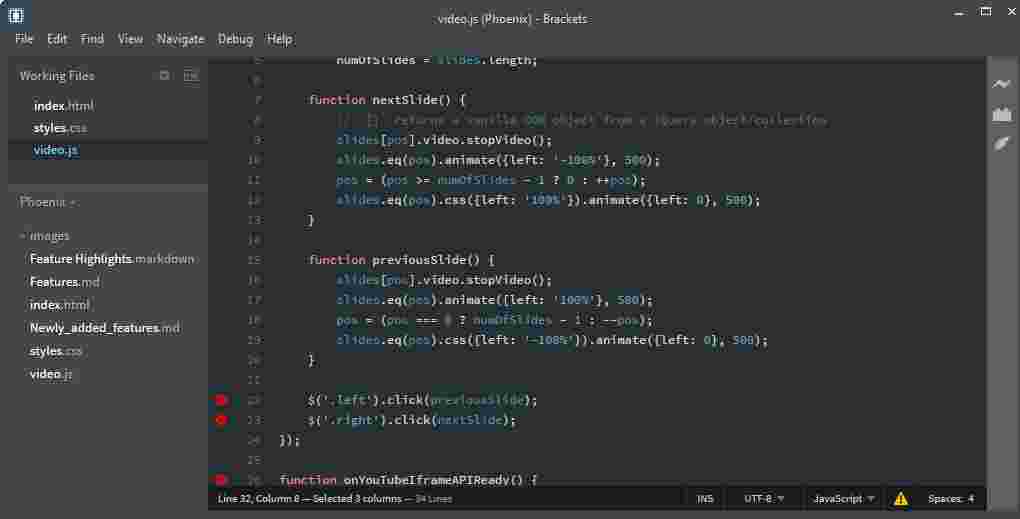 video.js (Phoenix) - Brackets
File Edit Find View Navigate Debug Help
Working Files
index.html
styles.css
video.js
Phoenix
images
Feature Highlights.markdown
Features.md
index.html
Newly_added_features.md
styles.css
video.js
5 numOfSlides = slides.length;
6
7 function nextSlide() {
8 // [] returns a vanilla DOM object from a jQuery object/collection
9 slides[pos].video.stopVideo();
10 slides.eq(pos).animate({left: '-100%'}, 500);
11 pos = (pos >= numOfSlides - 1 ? 0 : ++pos);
12 slides.eq(pos).css({left: '100%'}).animate({left: 0}, 500);
13 }
14
15 function previousSlide() {
16 slides[pos].video.stopVideo();
17 slides.eq(pos).animate({left: '100%'}, 500);
18 pos = (pos === 0 ? numOfSlides - 1 : --pos);
19 slides.eq(pos).css({left: '-100%'}).animate({left: 0}, 500);
20 }
21
22 $('.left').click(previousSlide);
23 $('.right').click(nextSlide);
24 });
25
26 function onYouTubeIframeAPIReady() {
Line 32, Column 8 — Selected 3 columns — 34 Lines INS UTF-8 JavaScript Spaces: 4